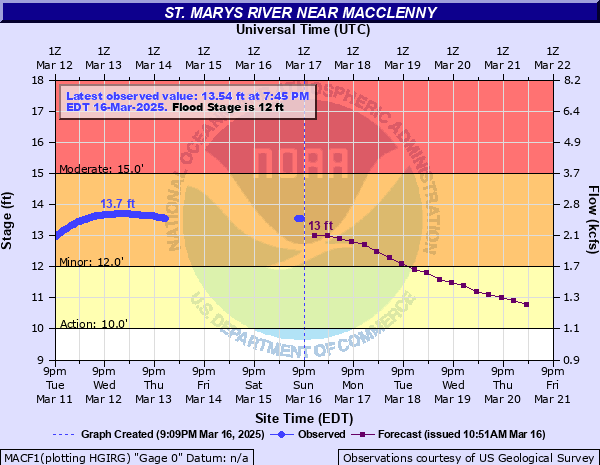 ST. MARYS RIVER NEAR MACCLENNY
Universal Time (UTC)
1Z 1Z 1Z 1Z 1Z 1Z 1Z 1Z 1Z 1Z 1Z
Mar 12 Mar 13 Mar 14 Mar 15 Mar 16 Mar 17 Mar 18 Mar 19 Mar 20 Mar 21 Mar 22
Latest observed value: 13.54 ft at 7:45 PM
EDT 16-Mar-2025. Flood Stage is 12 ft
18 8.2
17 6.4
16 4.9
Moderate: 15.0'
15 3.7
14 2.8
13.7 ft
13 ft
13 2.1
Minor: 12.0'
12 1.7
11 1.3
Action: 10.0'
10 1.1
9 0.9
Stage (ft)
Flow (kcfs)
NATIONAL OCEANIC AND ATMOSPHERIC ADMINISTRATION
NOAA
U.S. DEPARTMENT OF COMMERCE
9pm 9pm 9pm 9pm 9pm 9pm 9pm 9pm 9pm 9pm 9pm
Tue Wed Thu Fri Sat Sun Mon Tue Wed Thu Fri
Mar 11 Mar 12 Mar 13 Mar 14 Mar 15 Mar 16 Mar 17 Mar 18 Mar 19 Mar 20 Mar 21
Site Time (EDT)
Graph Created (9:09PM Mar 16, 2025) Observed Forecast (issued 10:51AM Mar 16)
MACF1(plotting HGIRG) "Gage 0" Datum: n/a
Observations courtesy of US Geological Survey